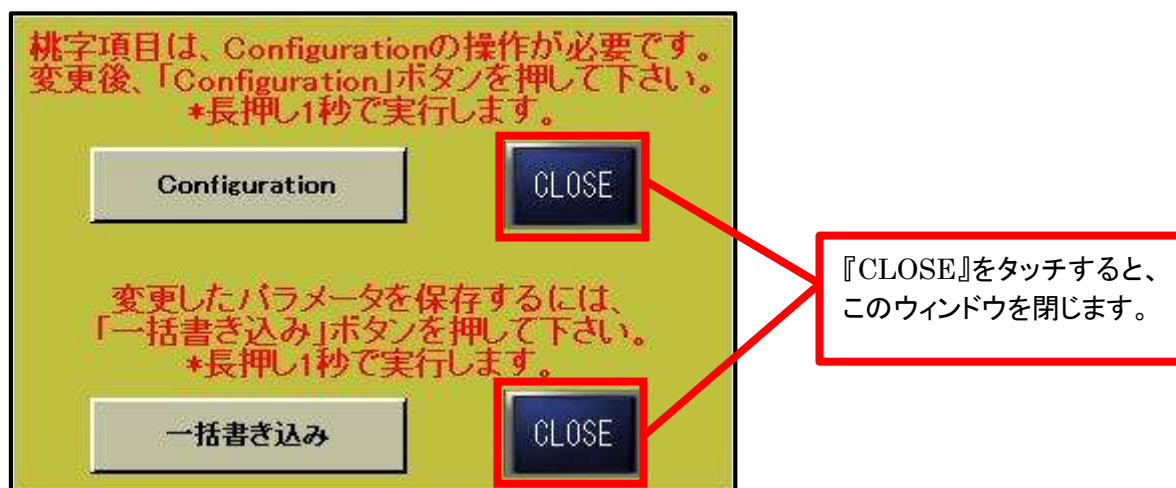 桃字項目は、Configurationの操作が必要です。
変更後、「Configuration」ボタンを押して下さい。
*長押し1秒で実行します。
Configuration
CLOSE
変更したパラメータを保存するには、
「一括書き込み」ボタンを押して下さい。
*長押し1秒で実行します。
一括書き込み
CLOSE
『CLOSE』をタッチすると、
このウィンドウを閉じます。